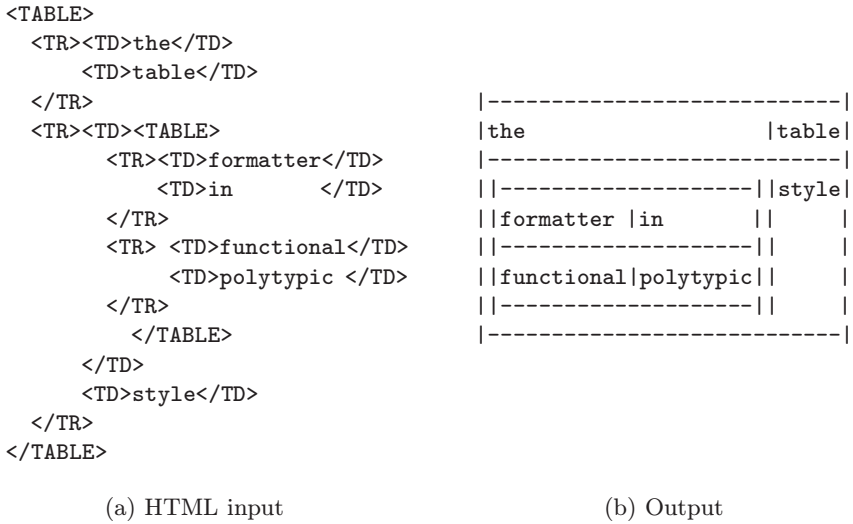 <TABLE>
  <TR><TD>the</TD>
      <TD>table</TD>
  </TR>
  <TR><TD><TABLE>
        <TR><TD>formatter</TD>
            <TD>in       </TD>
        </TR>
        <TR> <TD>functional</TD>
             <TD>polytypic </TD>
        </TR>
          </TABLE>
      </TD>
      <TD>style</TD>
  </TR>
</TABLE>
(a) HTML input
|----------------------------|
|the                   |table|
|----------------------------|
||--------------------||style|
||formatter |in       ||     |
||--------------------||     |
||functional|polytypic||     |
||--------------------||     |
|----------------------------|
(b) Output